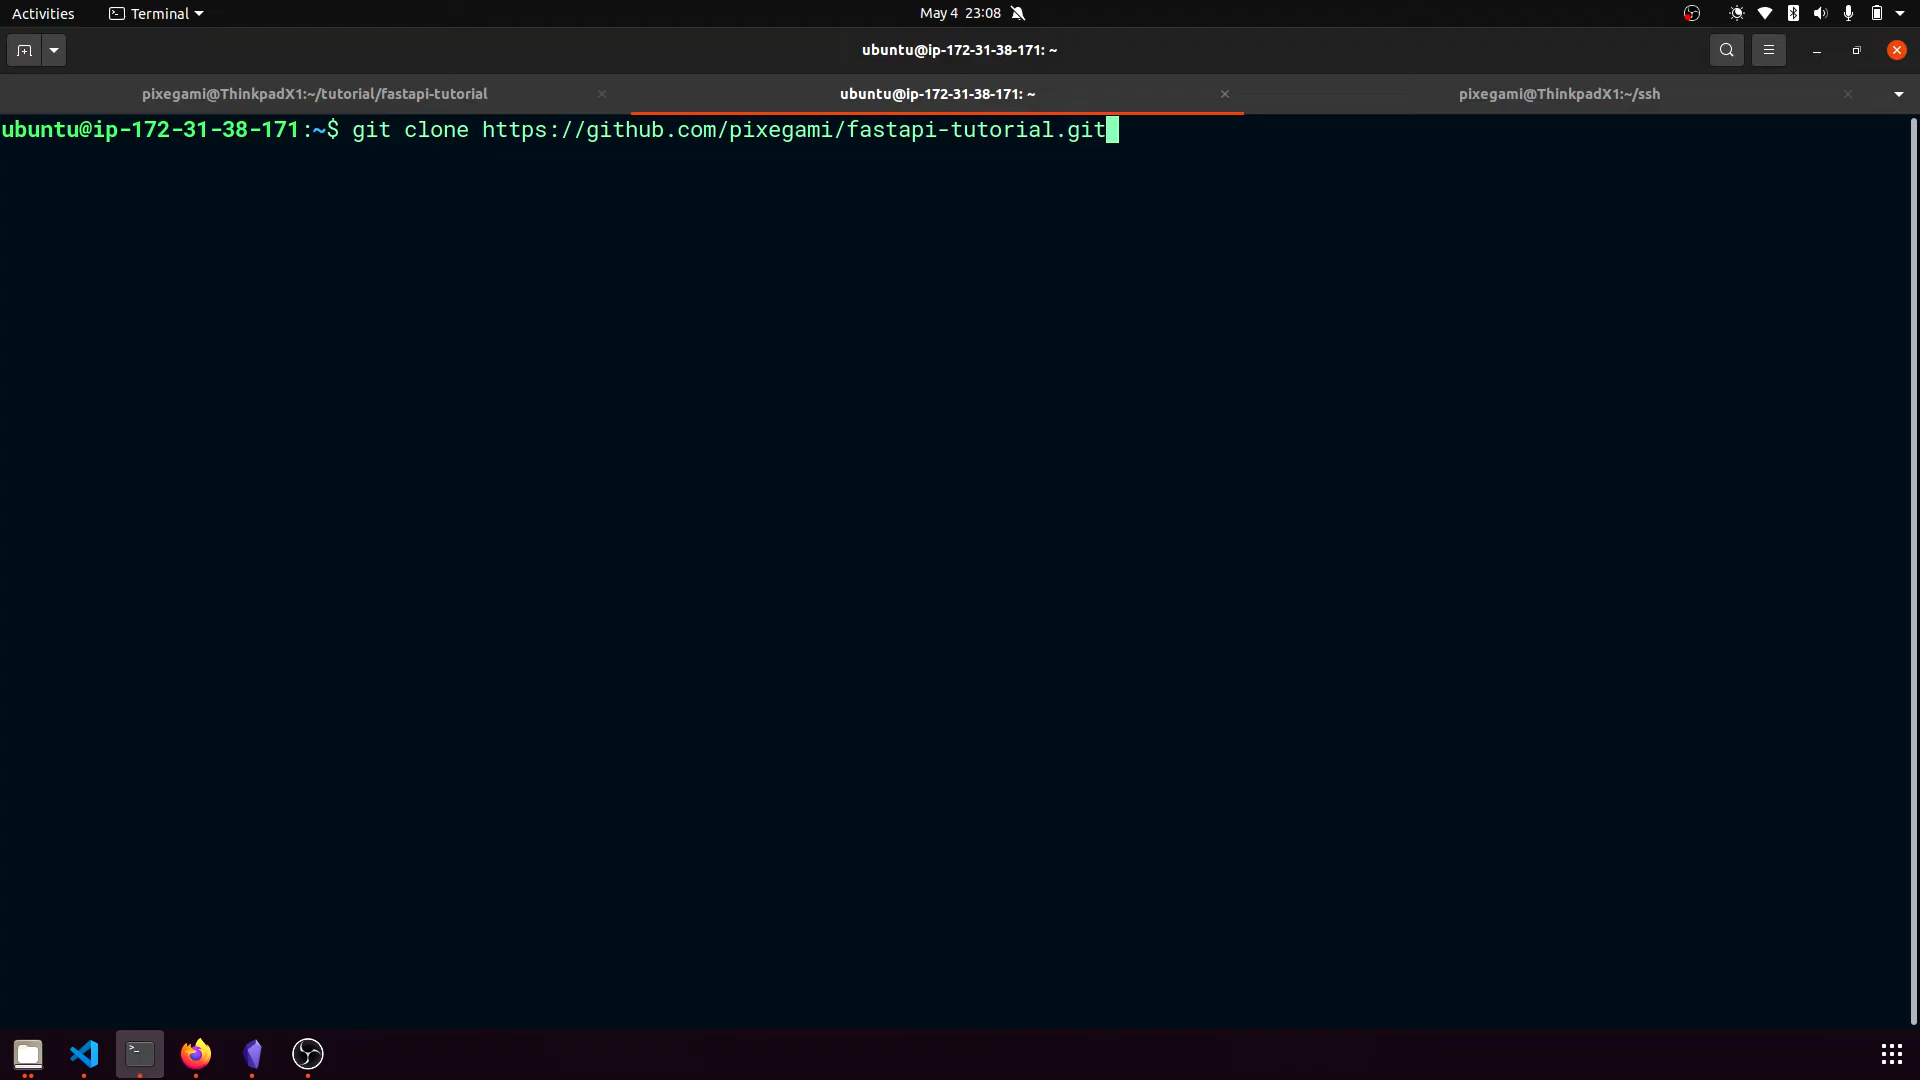 Activities Terminal May 4 23:08
ubuntu@ip-172-31-38-171: ~
pixegami@ThinkpadX1:~/tutorial/fastapi-tutorial ubuntu@ip-172-31-38-171: ~ pixegami@ThinkpadX1:~/ssh
ubuntu@ip-172-31-38-171:~$ git clone https://github.com/pixegami/fastapi-tutorial.git